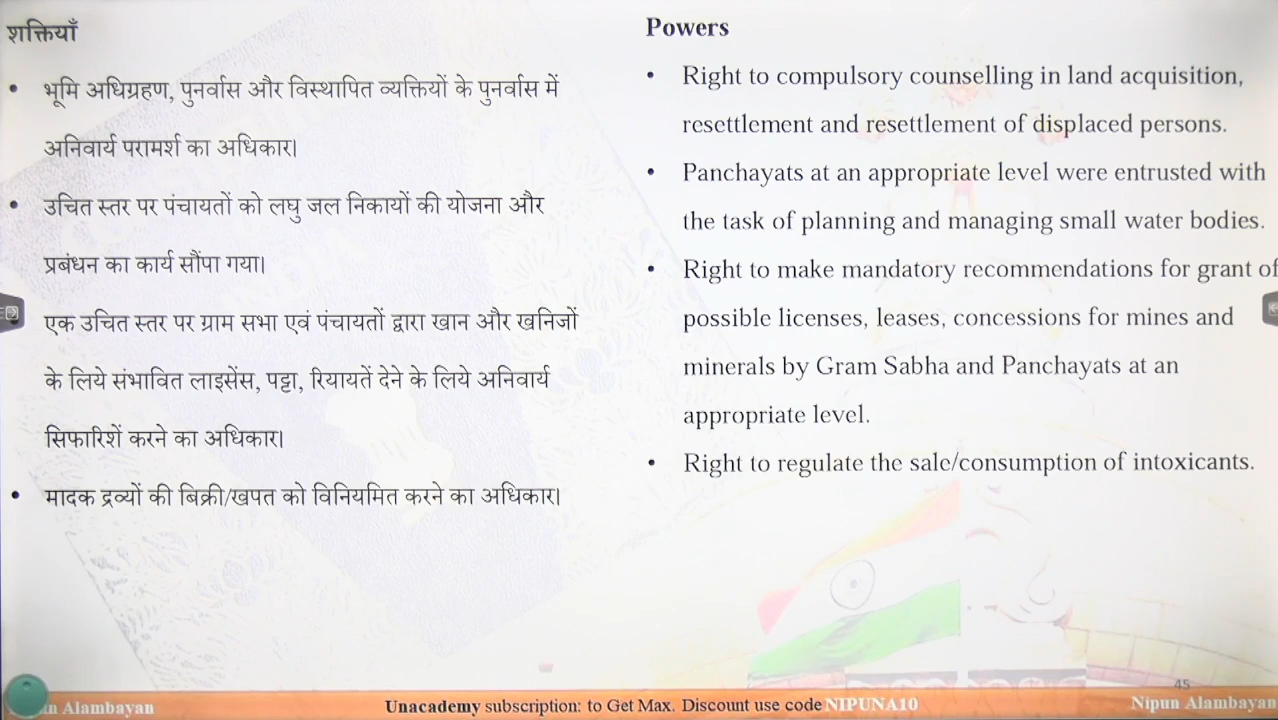 शक्तियाँ
• भूमि अधिग्रहण, पुनर्वास और विस्थापित व्यक्तियों के पुनर्वास में
अनिवार्य परामर्श का अधिकार।
• उचित स्तर पर पंचायतों को लघु जल निकायों की योजना और
प्रबंधन का कार्य सौंपा गया।
एक उचित स्तर पर ग्राम सभा एवं पंचायतों द्वारा खान और खनिजों
के लिये संभावित लाइसेंस, पट्टा, रियायतें देने के लिये अनिवार्य
सिफारिशें करने का अधिकार।
• मादक द्रव्यों की बिक्री/खपत को विनियमित करने का अधिकार।
Powers
• Right to compulsory counselling in land acquisition,
resettlement and resettlement of displaced persons.
• Panchayats at an appropriate level were entrusted with
the task of planning and managing small water bodies.
• Right to make mandatory recommendations for grant of
possible licenses, leases, concessions for mines and
minerals by Gram Sabha and Panchayats at an
appropriate level.
• Right to regulate the sale/consumption of intoxicants.
45
Alambayan
Unacademy subscription: to Get Max. Discount use code NIPUNA10
Nipun Alambayan